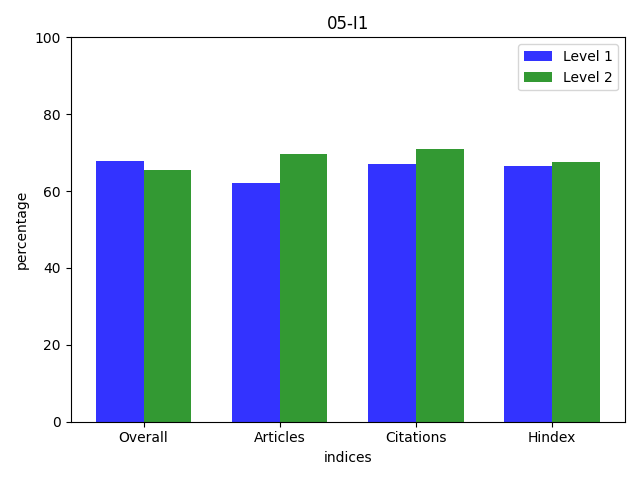 05-I1
100
80
60
40
20
0
percentage
Level 1
Level 2
Overall Articles Citations Hindex
indices